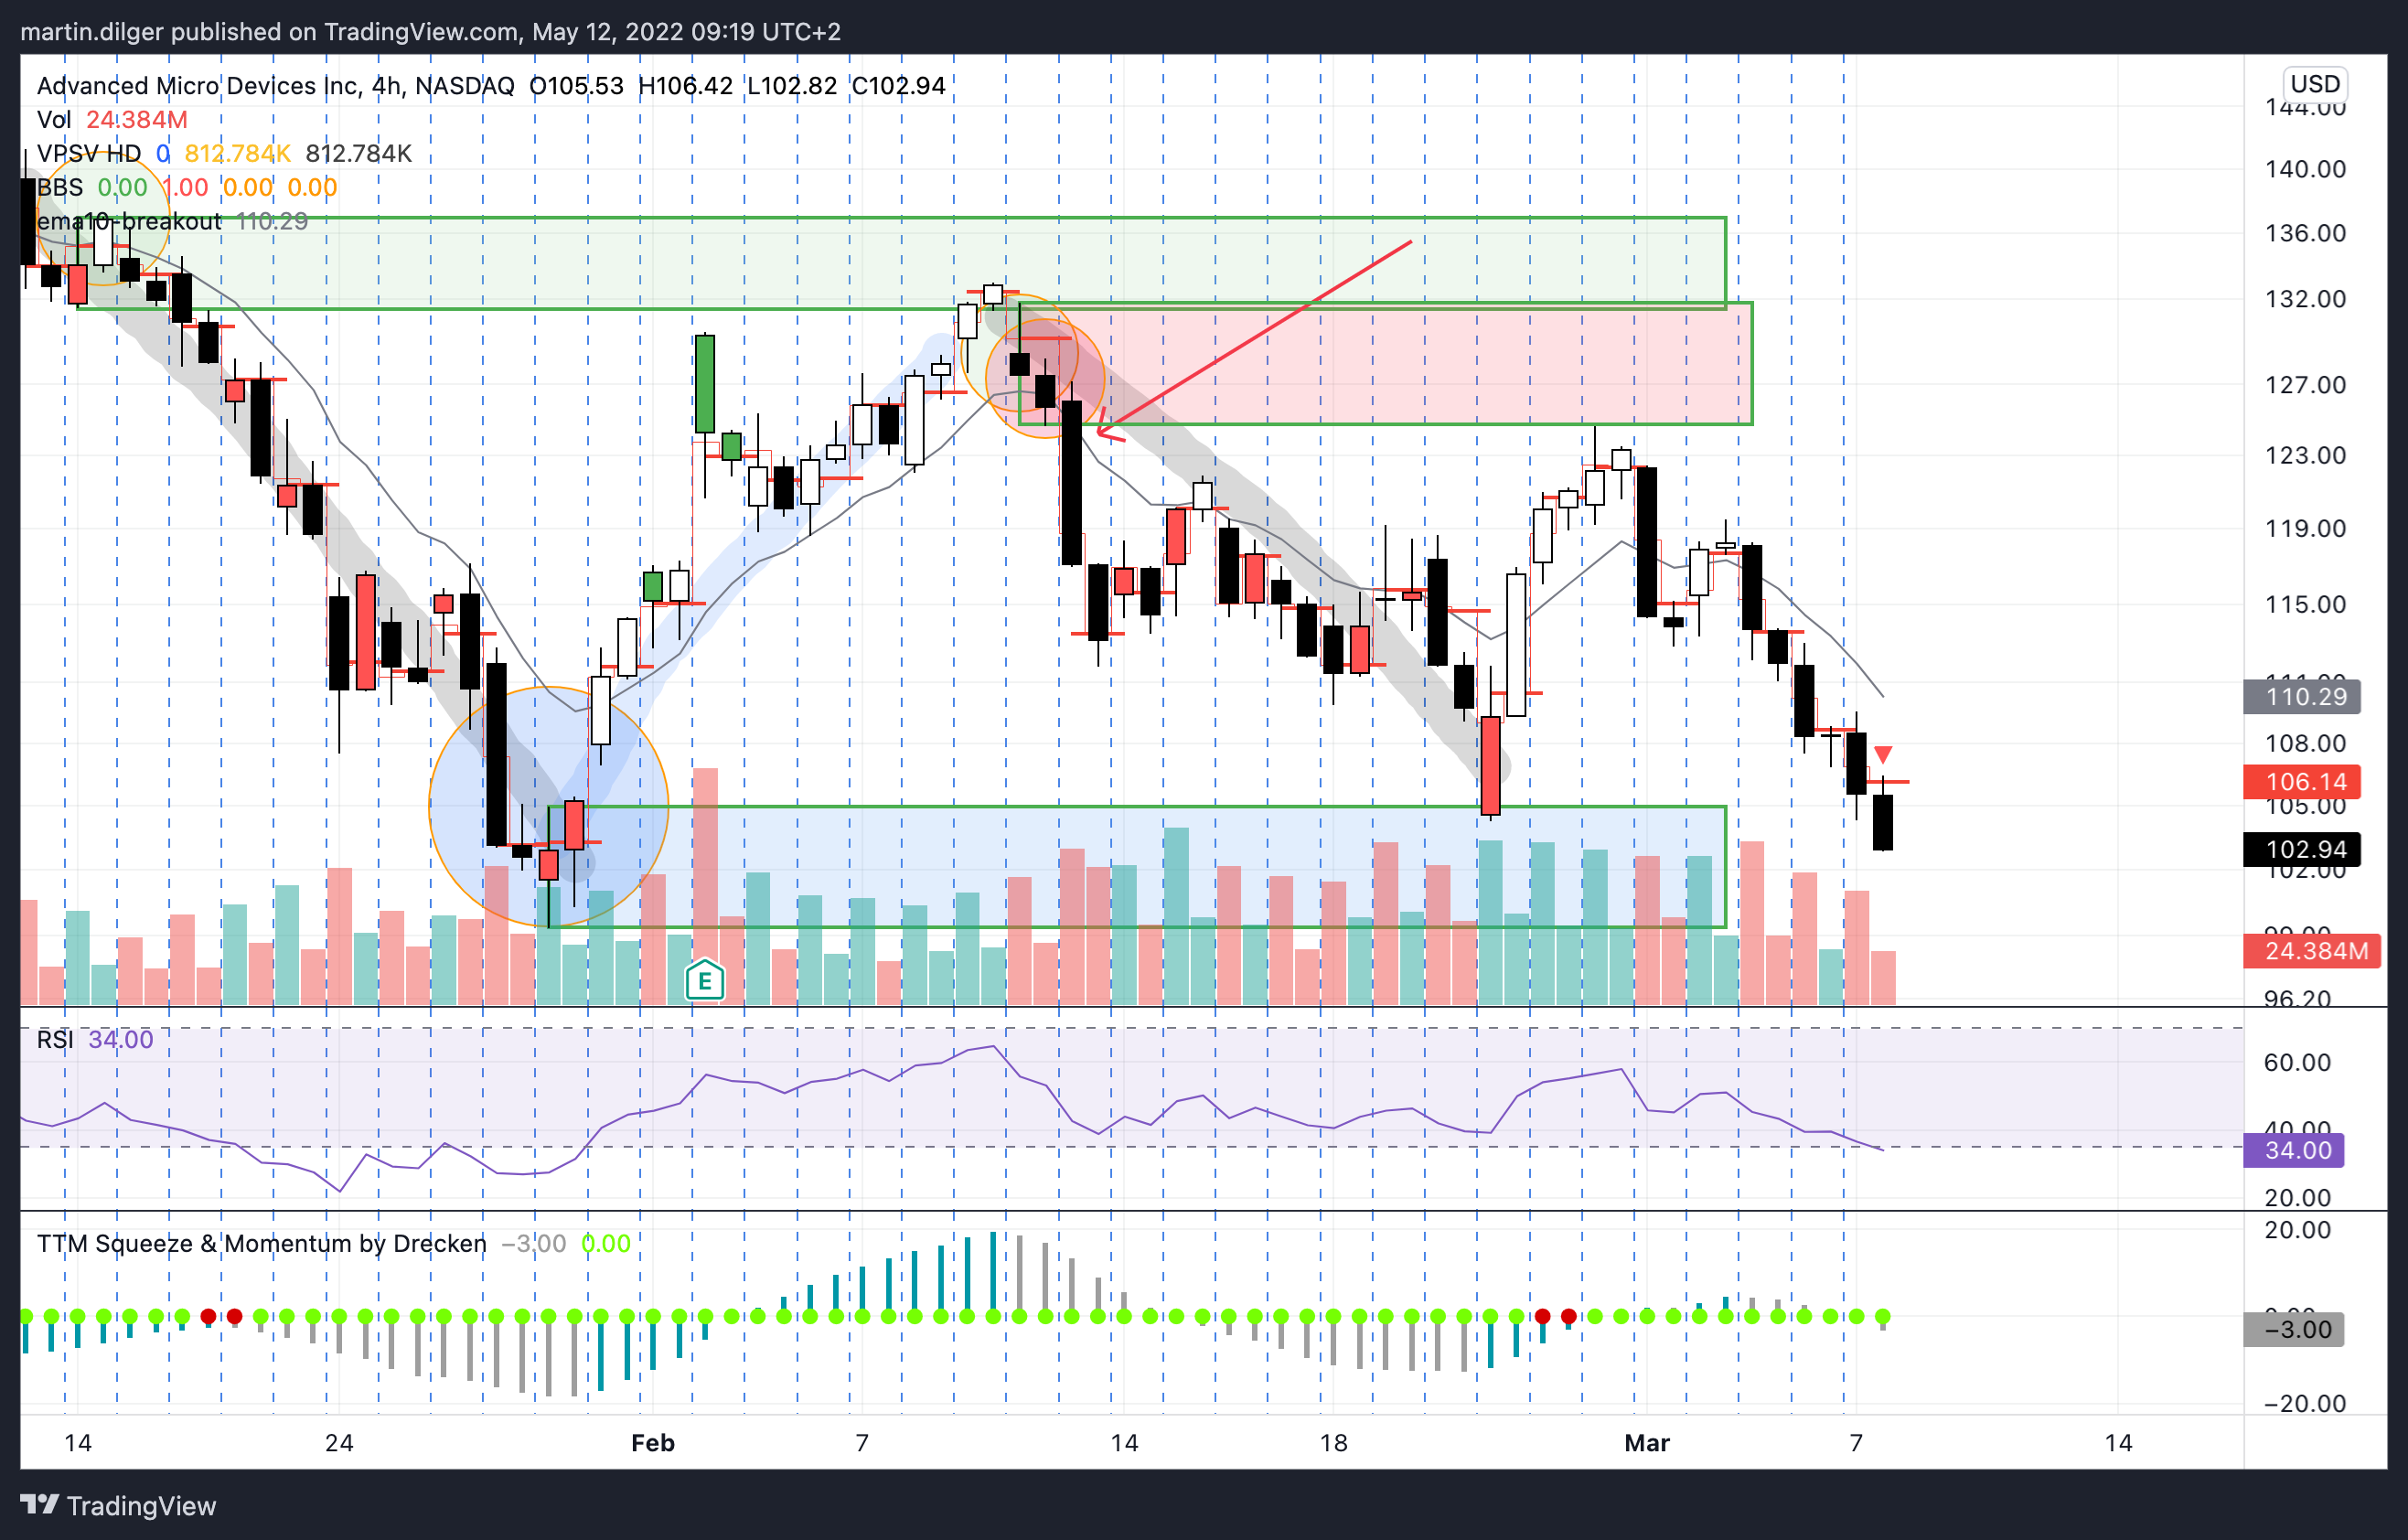 martin.dilger published on TradingView.com, May 12, 2022 09:19 UTC+2
Advanced Micro Devices Inc, 4h, NASDAQ O105.53 H106.42 L102.82 C102.94
Vol 24.384M
VPSV HD 0 812.784K 812.784K
BBS 0.00 1.00 0.00 0.00
ema10-breakout 110.29
USD
144.00
140.00
136.00
132.00
127.00
123.00
119.00
115.00
111.00
110.29
108.00
106.14
105.00
102.94
102.00
99.00
24.384M
96.20
E
RSI 34.00
60.00
40.00
34.00
20.00
TTM Squeeze & Momentum by Drecken −3.00 0.00
20.00
0.00
−3.00
−20.00
14 24 Feb 7 14 18 Mar 7 14
TradingView